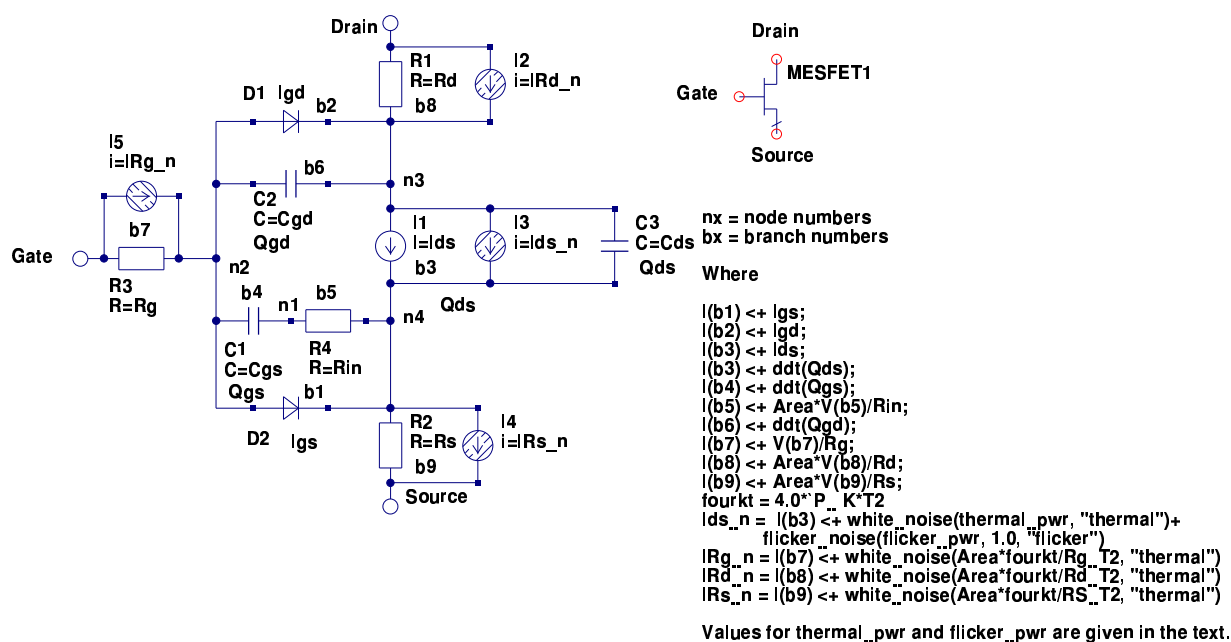 Drain
R1
R=Rd
b8
I2
i=IRd_n
D1
Igd
b2
I5
i=IRg_n
b7
b6
C2
C=Cgd
Qgd
n3
Gate
R3
R=Rg
n2
I1
I=Ids
b3
I3
i=Ids_n
C3
C=Cds
Qds
b4
n1
b5
Qds
n4
C1
C=Cgs
Qgs
R4
R=Rin
b1
D2
Igs
R2
R=Rs
b9
I4
i=IRs_n
Source
Drain
MESFET1
Gate
Source
nx = node numbers
bx = branch numbers
Where
I(b1) <+ Igs;
I(b2) <+ Igd;
I(b3) <+ Ids;
I(b3) <+ ddt(Qds);
I(b4) <+ ddt(Qgs);
I(b5) <+ Area*V(b5)/Rin;
I(b6) <+ ddt(Qgd);
I(b7) <+ V(b7)/Rg;
I(b8) <+ Area*V(b8)/Rd;
I(b9) <+ Area*V(b9)/Rs;
fourkt = 4.0*`P_ K*T2
Ids_n = I(b3) <+ white_noise(thermal_pwr, "thermal")+
flicker_noise(flicker_pwr, 1.0, "flicker")
IRg_n = I(b7) <+ white_noise(Area*fourkt/Rg_T2, "thermal")
IRd_n = I(b8) <+ white_noise(Area*fourkt/Rd_T2, "thermal")
IRs_n = I(b9) <+ white_noise(Area*fourkt/RS_T2, "thermal")
Values for thermal_pwr and flicker_pwr are given in the text.